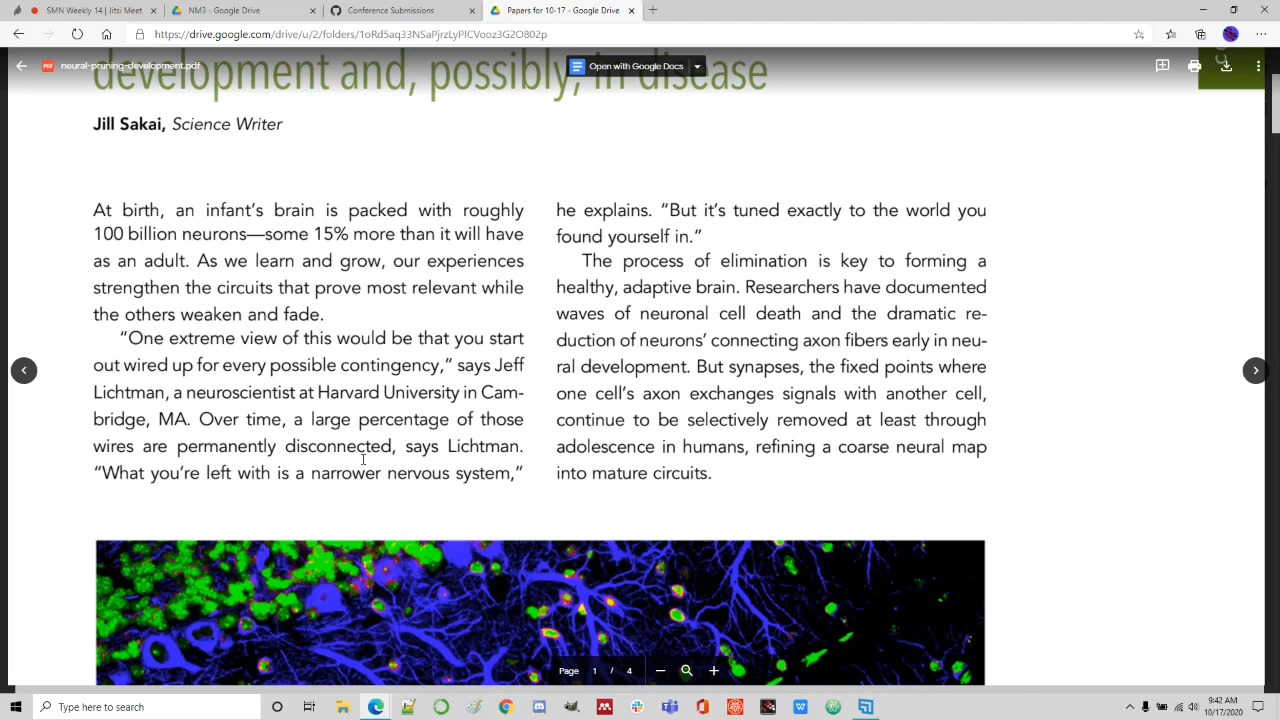 SMN Weekly 14 | Jitsi Meet
NM3 - Google Drive
Conference Submissions
Papers for 10-17 - Google Drive
https://drive.google.com/drive/u/2/folders/1oRd5aq33NSaPjrzLyPICVooz3G2O802p
neural-pruning-development.pdf
Open with Google Docs
development and, possibly, in disease
Jill Sakai, Science Writer
At birth, an infant's brain is packed with roughly
100 billion neurons—some 15% more than it will have
as an adult. As we learn and grow, our experiences
strengthen the circuits that prove most relevant while
the others weaken and fade.
"One extreme view of this would be that you start
out wired up for every possible contingency," says Jeff
Lichtman, a neuroscientist at Harvard University in Cam-
bridge, MA. Over time, a large percentage of those
wires are permanently disconnected, says Lichtman.
"What you're left with is a narrower nervous system,"
he explains. "But it's tuned exactly to the world you
found yourself in."
The process of elimination is key to forming a
healthy, adaptive brain. Researchers have documented
waves of neuronal cell death and the dramatic re-
duction of neurons' connecting axon fibers early in neu-
ral development. But synapses, the fixed points where
one cell's axon exchanges signals with another cell,
continue to be selectively removed at least through
adolescence in humans, refining a coarse neural map
into mature circuits.
Page 1 / 4
Type here to search
9:42 AM
10/17/2020